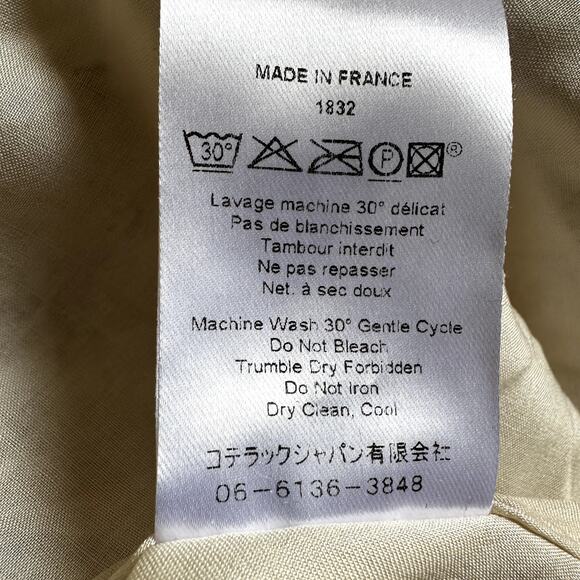 MADE IN FRANCE
1832
30° P ®
Lavage machine 30° délicat
Pas de blanchissement
Tambour interdit
Ne pas repasser
Net. à sec doux
Machine Wash 30° Gentle Cycle
Do Not Bleach
Trumble Dry Forbidden
Do Not Iron
Dry Clean, Cool
コテラックジャパン有限会社
06-6136-3848